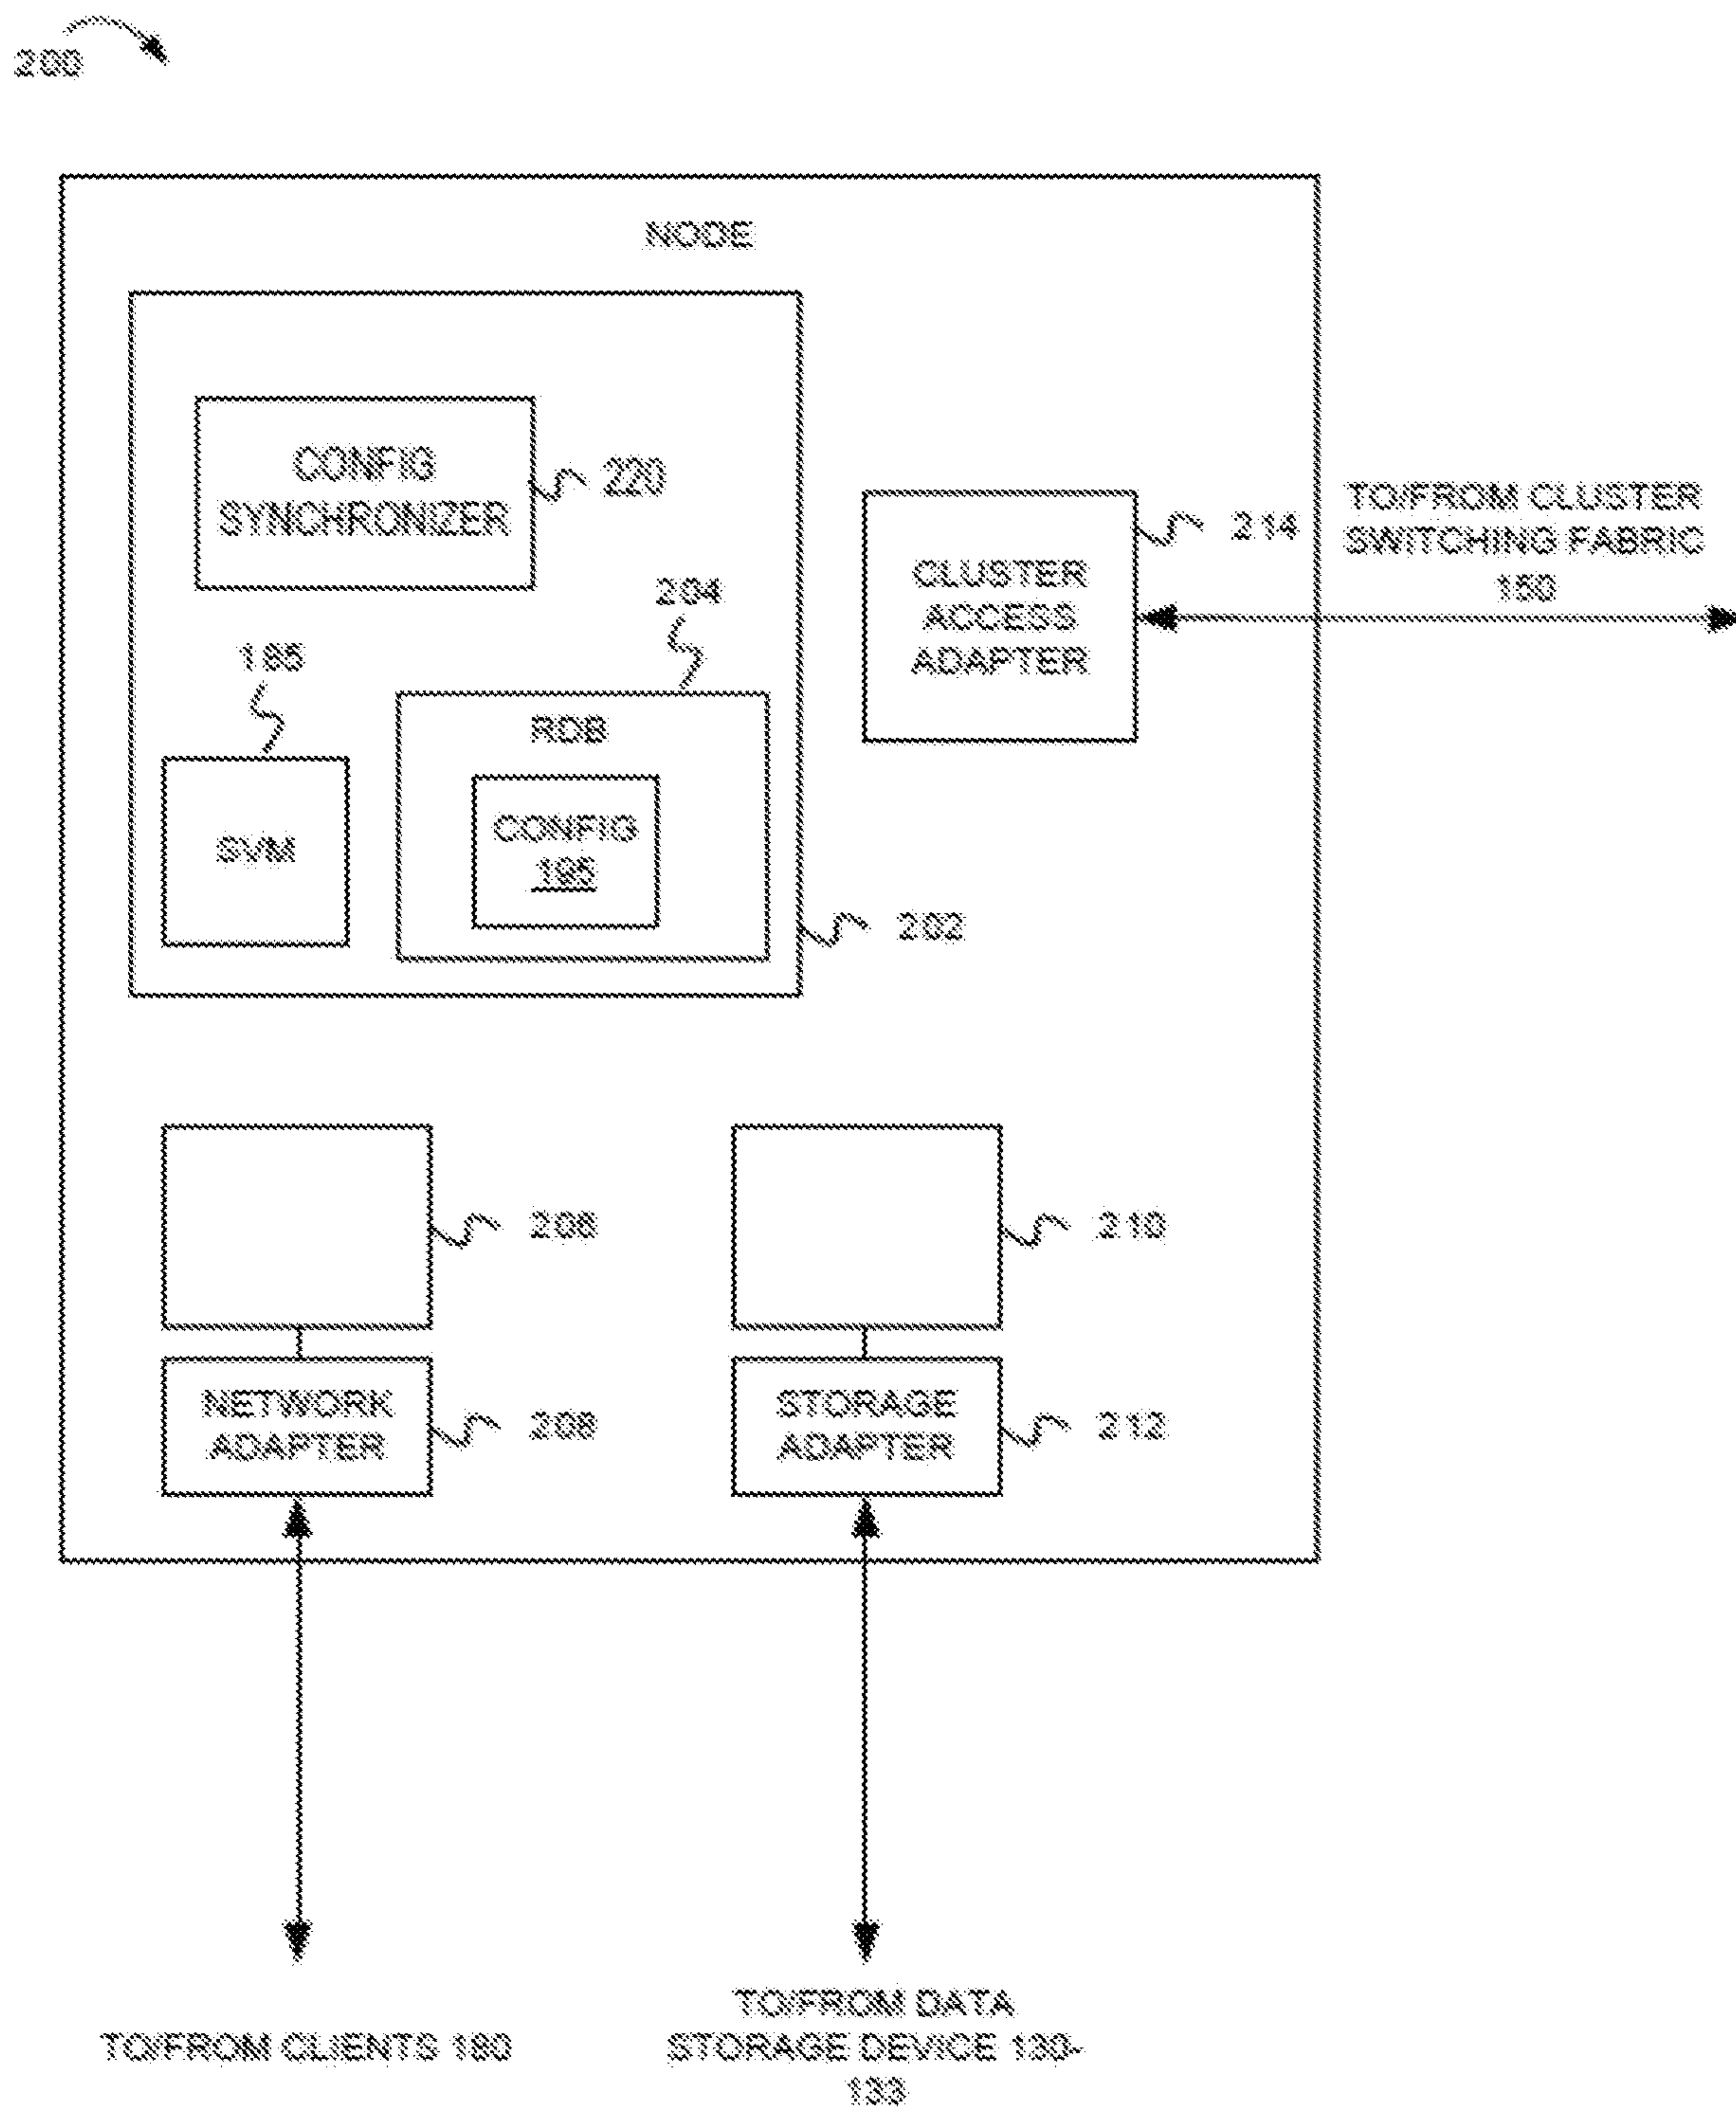 200
NODE
CONFIG
SYNCHRONIZER
220
204
185
RDB
CONFIG
195
SVM
202
214
CLUSTER
ACCESS
ADAPTER
TO/FROM CLUSTER
SWITCHING FABRIC
150
206
210
NETWORK
ADAPTER
208
STORAGE
ADAPTER
212
TO/FROM CLIENTS 180
TO/FROM DATA
STORAGE DEVICE 130-
133